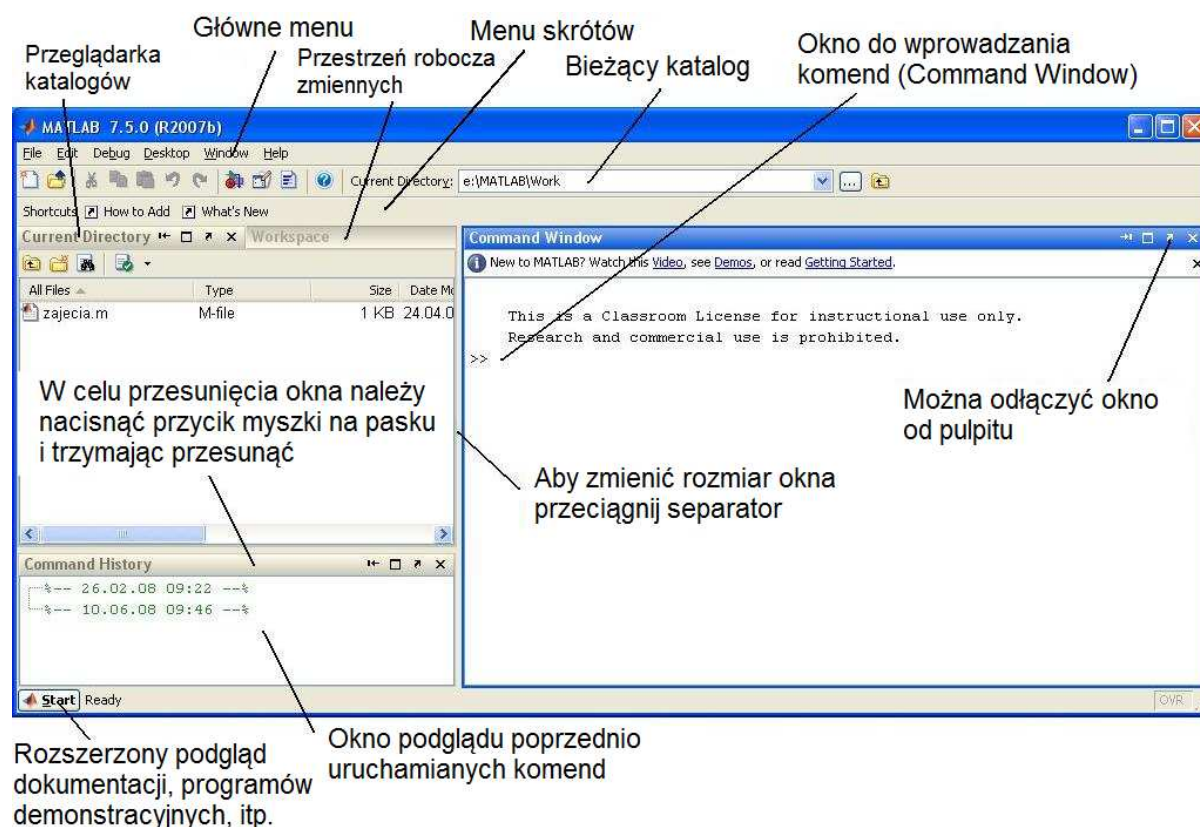 Główne menu
Menu skrótów
Okno do wprowadzania
komend (Command Window)
Przeglądarka
katalogów
Przestrzeń robocza
zmiennych
Bieżący katalog
MATLAB 7.5.0 (R2007b)
File Edit Debug Desktop Window Help
Current Directory: e:\MATLAB\Work
Shortcuts How to Add What's New
Current Directory Workspace
Command Window
New to MATLAB? Watch this Video, see Demos, or read Getting Started.
All Files Type Size Date Mo
zajecia.m M-file 1 KB 24.04.0
This is a Classroom License for instructional use only.
Research and commercial use is prohibited.
>>
W celu przesunięcia okna należy
nacisnąć przycik myszki na pasku
i trzymając przesunąć
Można odłączyć okno
od pulpitu
Aby zmienić rozmiar okna
przeciągnij separator
Command History
%-- 26.02.08 09:22 --%
%-- 10.06.08 09:46 --%
Start Ready
OVR
Rozszerzony podgląd
dokumentacji, programów
demonstracyjnych, itp.
Okno podglądu poprzednio
uruchamianych komend